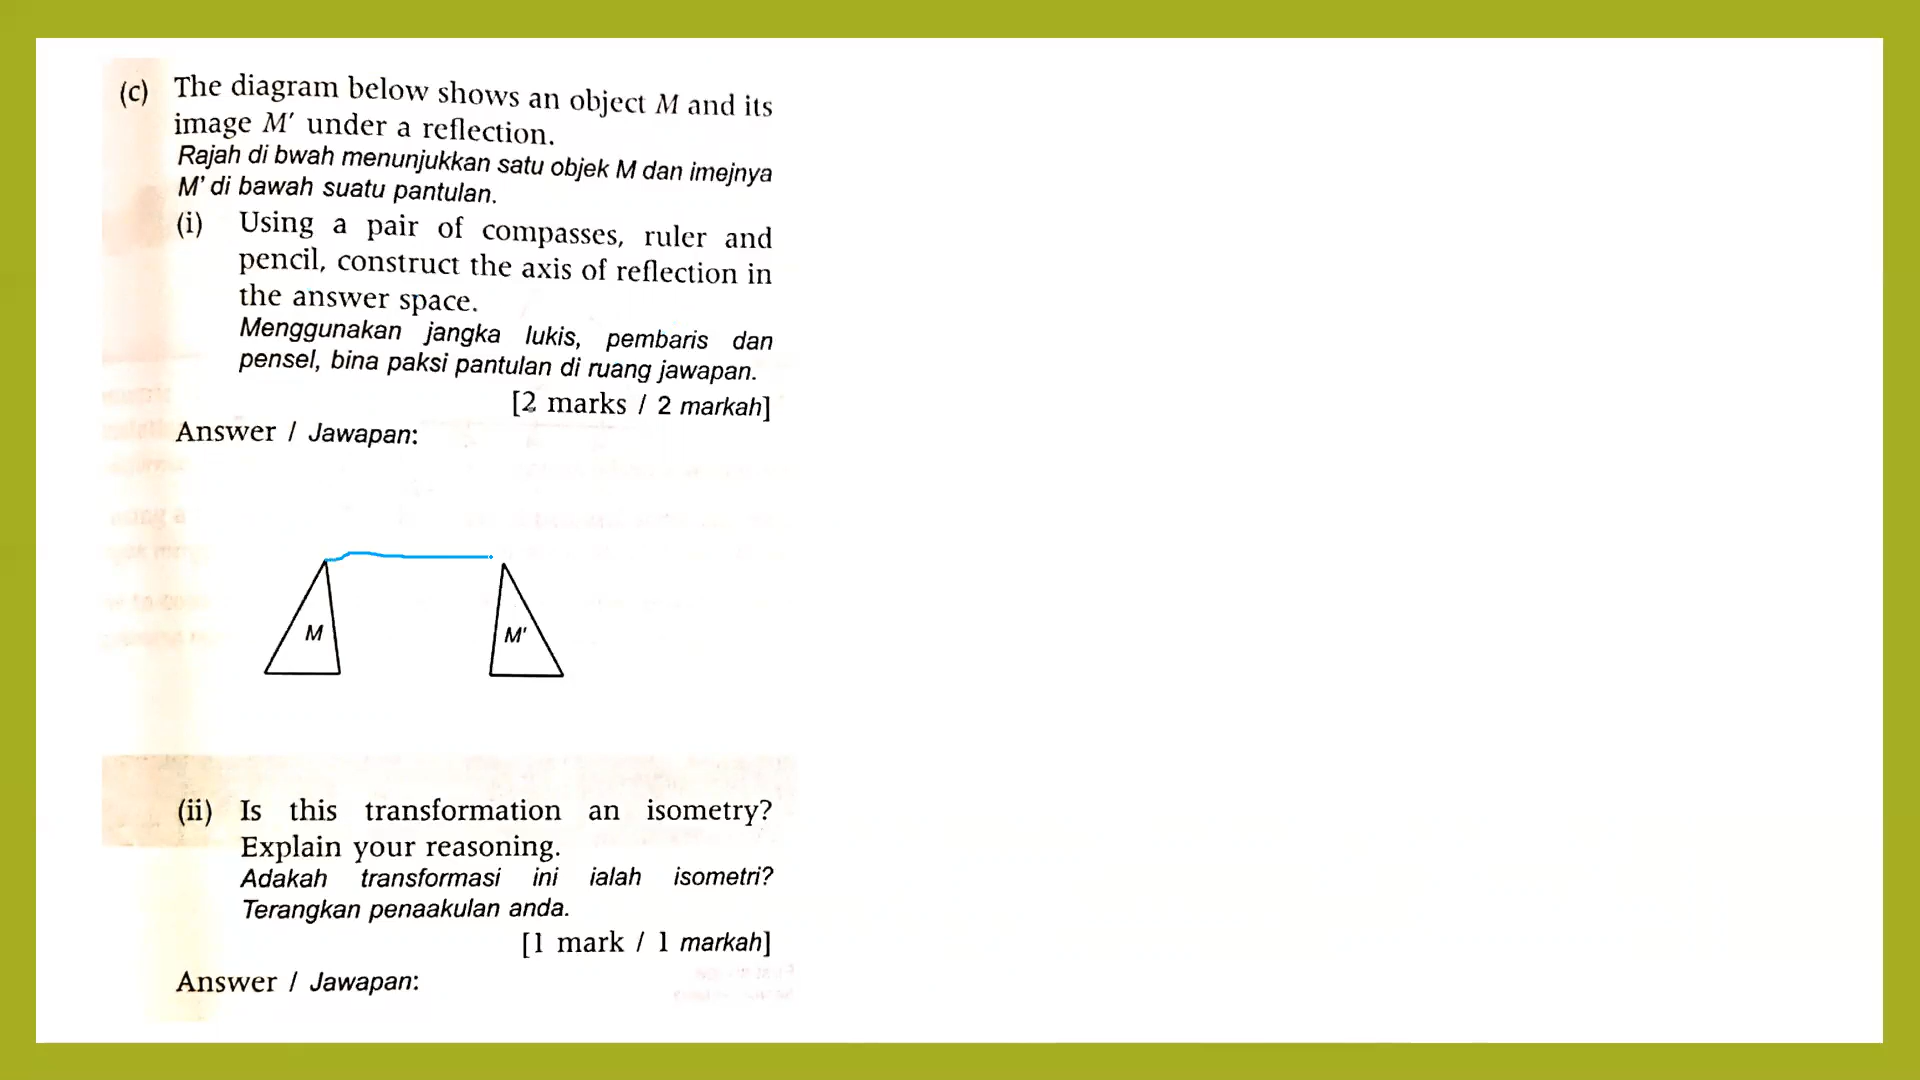 (c) The diagram below shows an object M and its
image M' under a reflection.
Rajah di bwah menunjukkan satu objek M dan imejnya
M' di bawah suatu pantulan.
(i) Using a pair of compasses, ruler and
pencil, construct the axis of reflection in
the answer space.
Menggunakan jangka lukis, pembaris dan
pensel, bina paksi pantulan di ruang jawapan.
[2 marks / 2 markah]
Answer / Jawapan:
M
M'
(ii) Is this transformation an isometry?
Explain your reasoning.
Adakah transformasi ini ialah isometri?
Terangkan penaakulan anda.
[1 mark / 1 markah]
Answer / Jawapan: